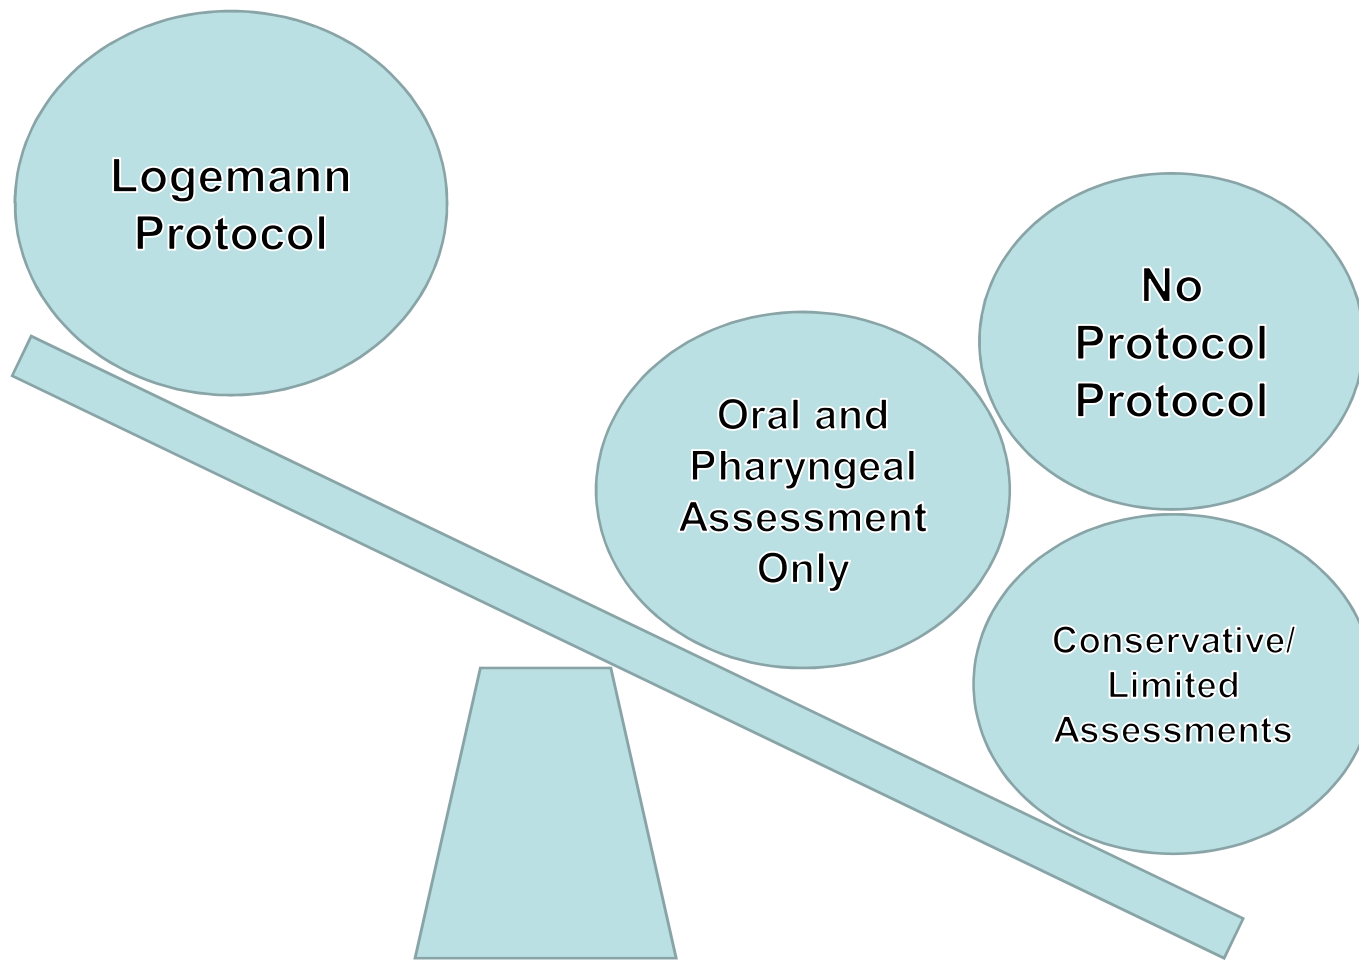 Logemann
Protocol
No
Protocol
Protocol
Oral and
Pharyngeal
Assessment
Only
Conservative/
Limited
Assessments